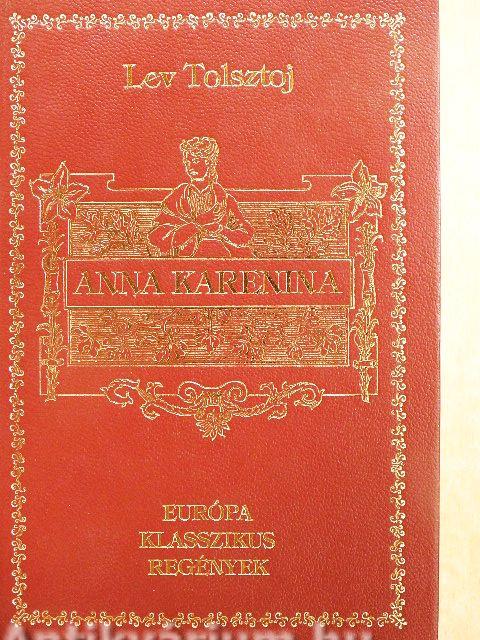 Lev Tolsztoj
ANNA KARENINA
EURÓPA
KLASSZIKUS
REGÉNYEK